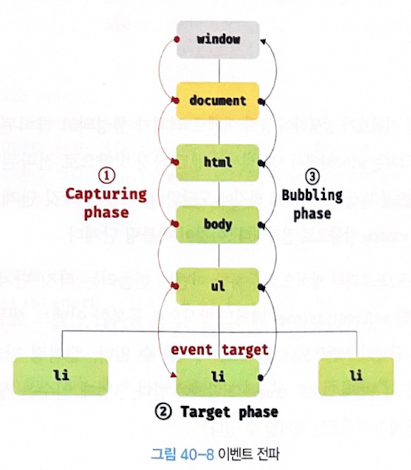 window
document
html
①
Capturing
phase
③
Bubbling
phase
body
ul
event target
li
li
li
② Target phase
그림 40-8 이벤트 전파